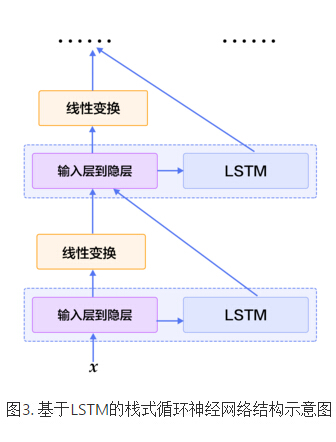 ...... ......
线性变换
输入层到隐层 LSTM
线性变换
输入层到隐层 LSTM
x
图3. 基于LSTM的栈式循环神经网络结构示意图